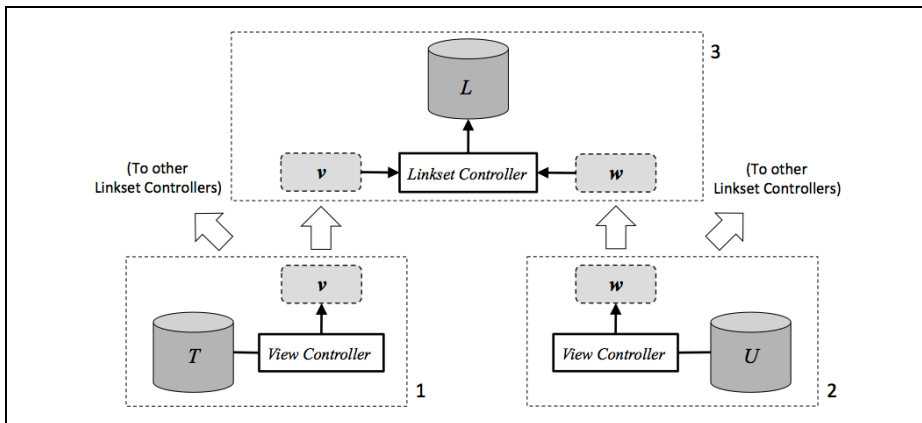 3
L
(To other
Linkset Controllers)
v
Linkset Controller
w
(To other
Linkset Controllers)
v
w
T
View Controller
View Controller
U
1
2